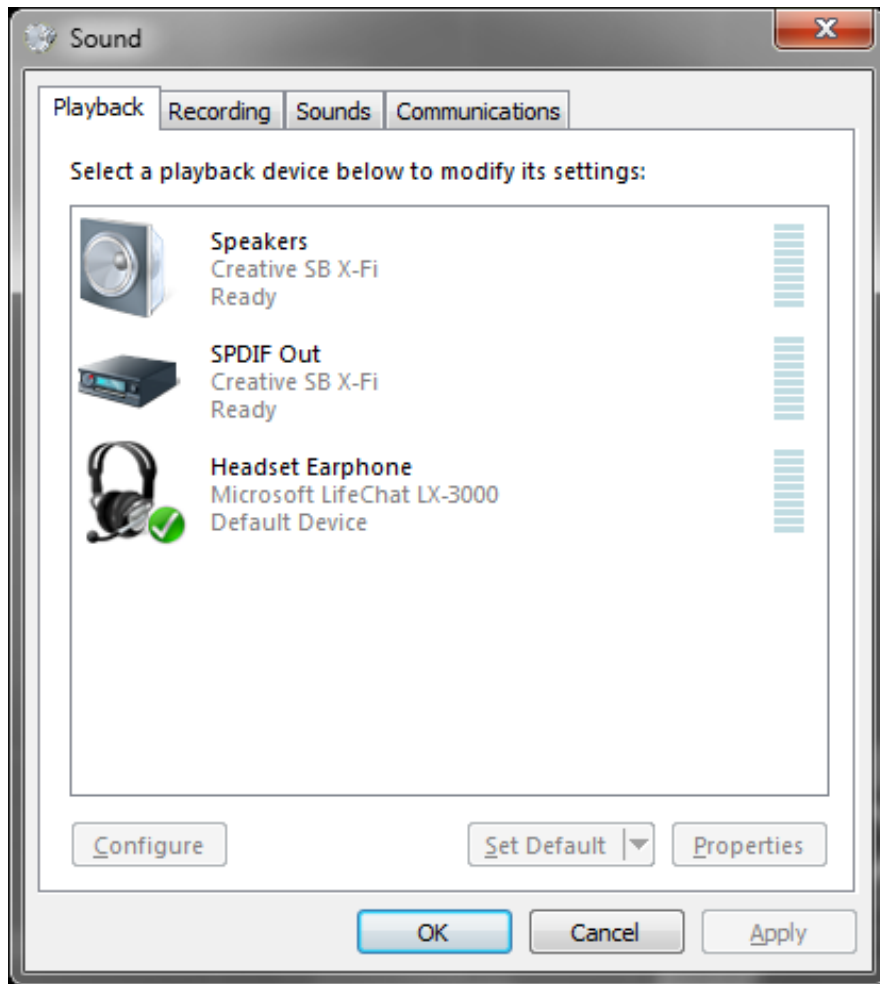 Sound
Playback Recording Sounds Communications
Select a playback device below to modify its settings:
Speakers
Creative SB X-Fi
Ready
SPDIF Out
Creative SB X-Fi
Ready
Headset Earphone
Microsoft LifeChat LX-3000
Default Device
Configure Set Default Properties
OK Cancel Apply